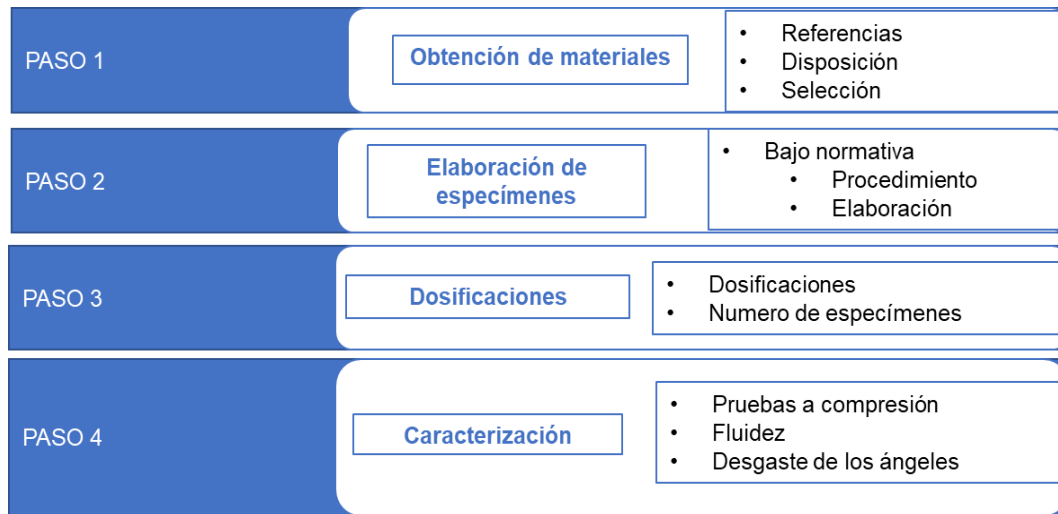 PASO 1
Obtención de materiales
• Referencias
• Disposición
• Selección
PASO 2
Elaboración de
especímenes
• Bajo normativa
• Procedimiento
• Elaboración
PASO 3
Dosificaciones
• Dosificaciones
• Numero de especímenes
PASO 4
Caracterización
• Pruebas a compresión
• Fluidez
• Desgaste de los ángeles